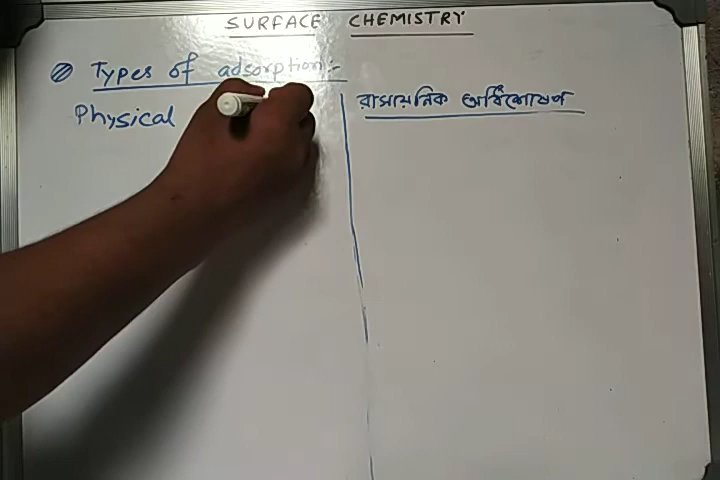 SURFACE CHEMISTRY
Types of adsorption:-
Physical
রাসায়নিক অধিশোষণ